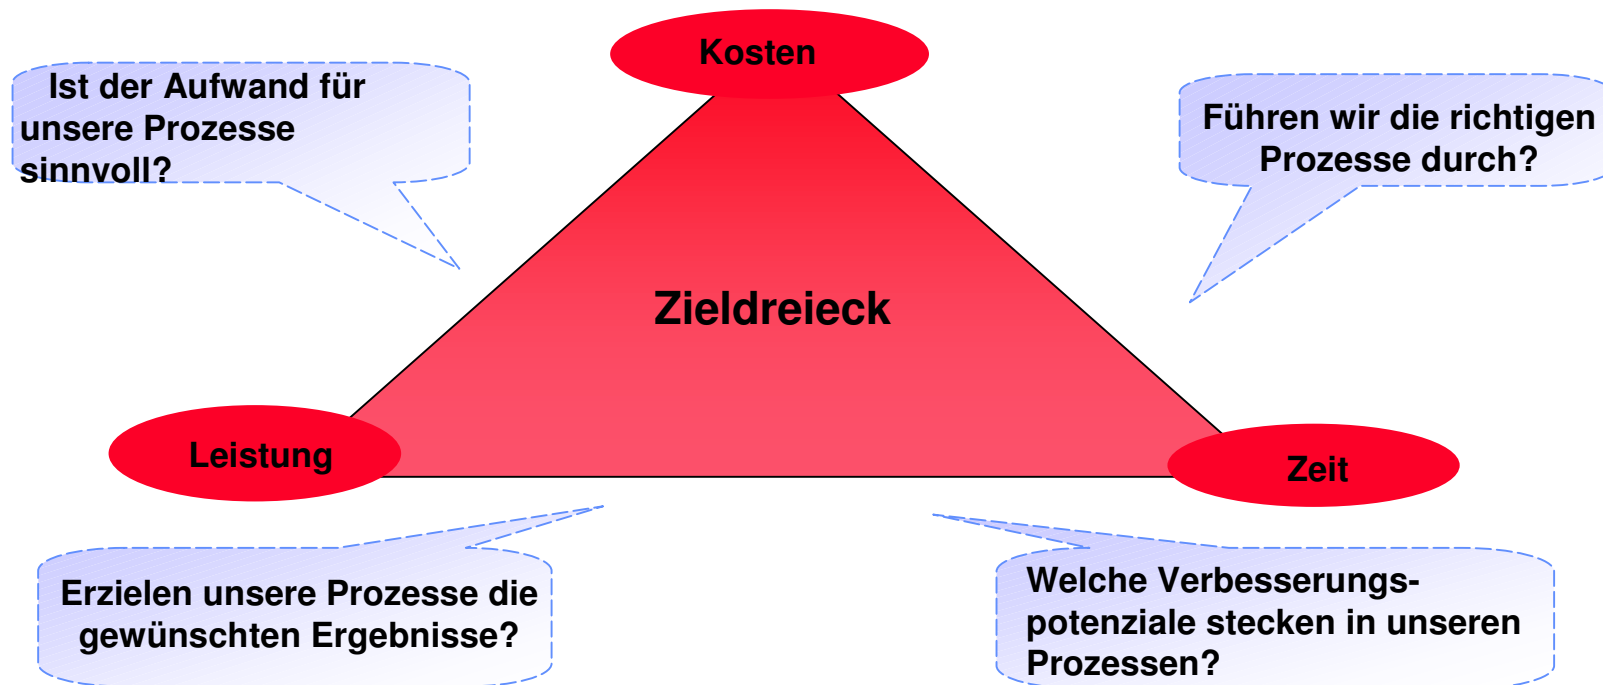 Kosten
Ist der Aufwand für
unsere Prozesse
sinnvoll?
Führen wir die richtigen
Prozesse durch?
Zieldreieck
Leistung
Zeit
Erzielen unsere Prozesse die
gewünschten Ergebnisse?
Welche Verbesserungs-
potenziale stecken in unseren
Prozessen?